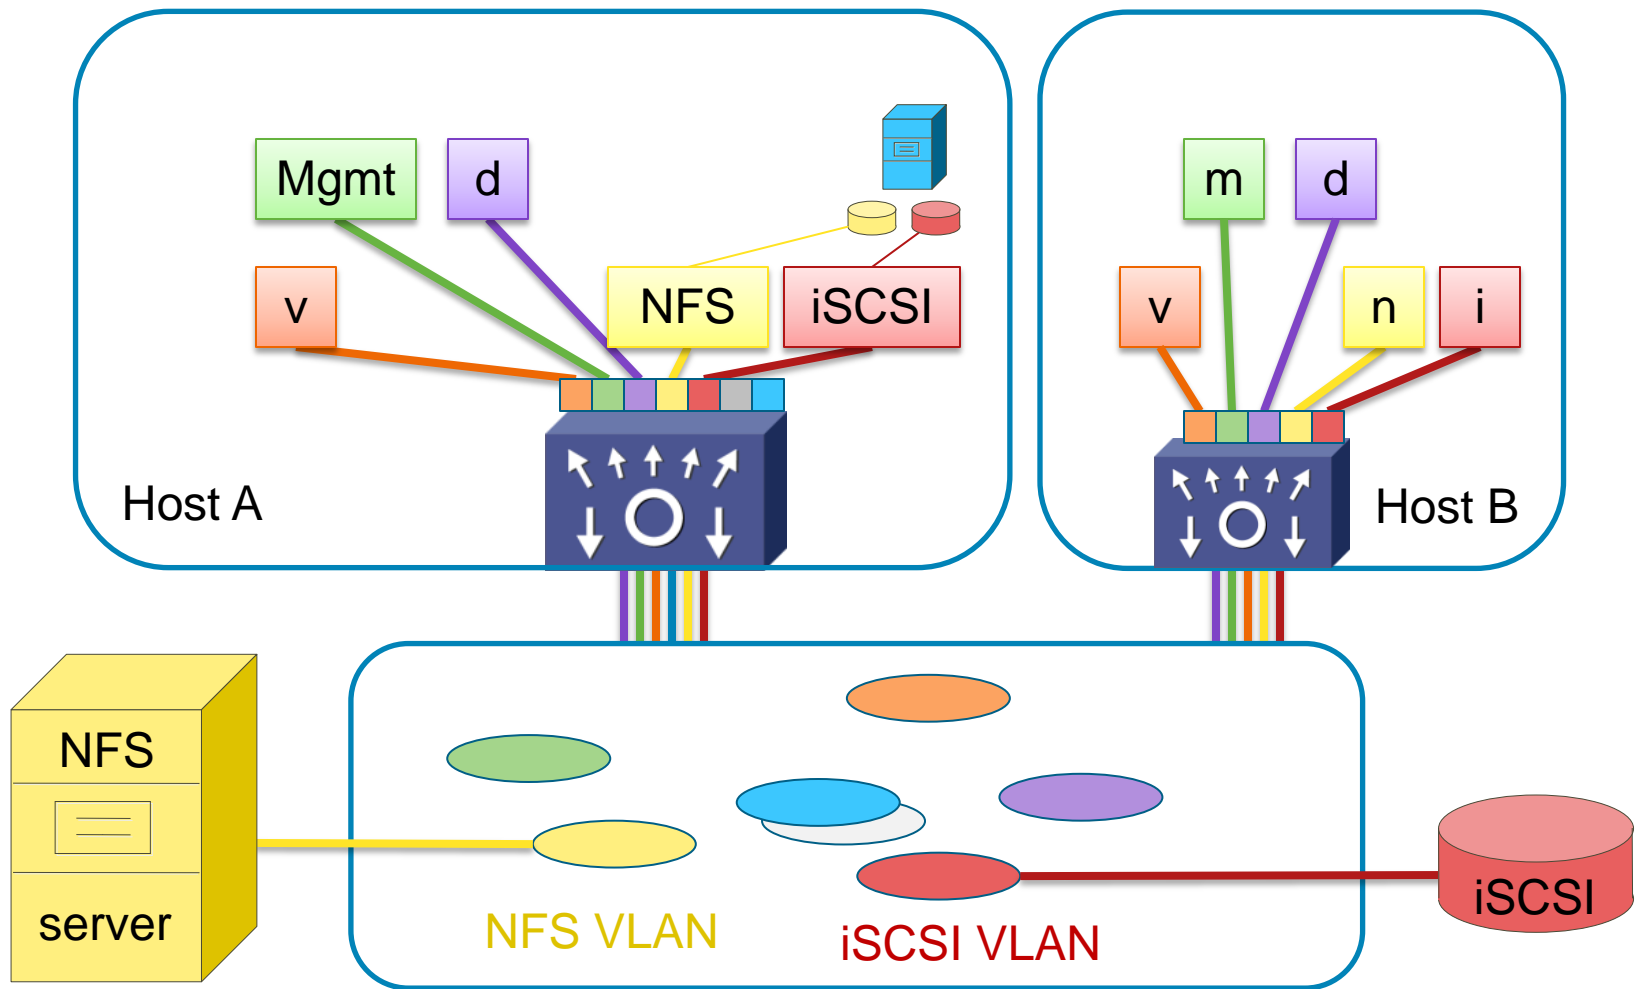 Mgmt
d
v
NFS
iSCSI
Host A
m
d
v
n
i
Host B
NFS
server
NFS VLAN
iSCSI VLAN
iSCSI